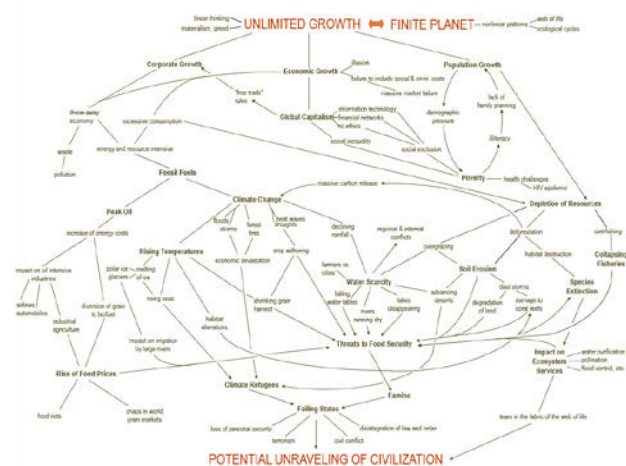 linear thinking
materialism, greed
UNLIMITED GROWTH
FINITE PLANET
nonlinear patterns
web of life
ecological cycles
Corporate Growth
Economic Growth
illusion
failure to include social & envir costs
massive market failure
Population Growth
"free trade"
rules
Global Capitalism
information technology
financial networks
no ethics
social inequality
social exclusion
demographic
pressure
lack of
family planning
illiteracy
throw-away
economy
excessive consumption
waste
pollution
energy and resource intensive
Poverty
health challenges
HIV epidemic
Fossil Fuels
Climate Change
massive carbon release
Depletion of Resources
Peak Oil
floods
storms
forest
fires
heat waves
droughts
declining
rainfall
regional & internal
conflicts
deforestation
overfishing
increase of energy costs
economic devastation
crop withering
overgrazing
habitat destruction
Collapsing
Fisheries
Rising Temperatures
farmers vs
cities
Water Scarcity
Soil Erosion
impact on oil intensive
industries
polar ice
glaciers
melting
of ice
falling
water tables
rivers
running dry
lakes
disappearing
advancing
deserts
dust storms
degradation
of land
damage to
coral reefs
Species
Extinction
airlines
automobiles
industrial
agriculture
diversion of grain
to biofuel
rising seas
shrinking grain
harvest
habitat
alterations
impact on irrigation
by large rivers
Threats to Food Security
Impact on
Ecosystem
Services
water purification
pollination
flood control, etc.
Rise of Food Prices
Climate Refugees
Famine
food riots
chaos in world
grain markets
Failing States
loss of personal security
terrorism
civil conflict
disintegration of law and order
tears in the fabric of the web of life
POTENTIAL UNRAVELING OF CIVILIZATION